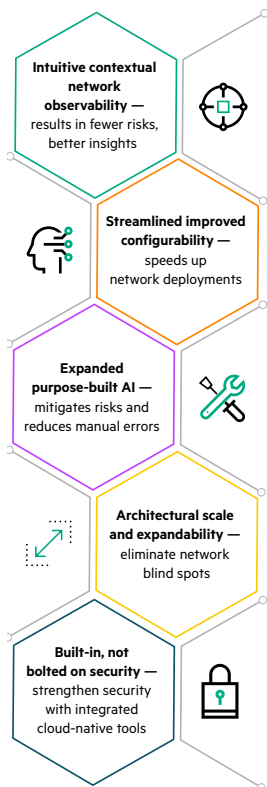 Intuitive contextual
network
observability —
results in fewer risks,
better insights
Streamlined improved
configurability —
speeds up
network deployments
Expanded
purpose-built AI —
mitigates risks and
reduces manual errors
Architectural scale
and expandability —
eliminate network
blind spots
Built-in, not
bolted on security —
strengthen security
with integrated
cloud-native tools